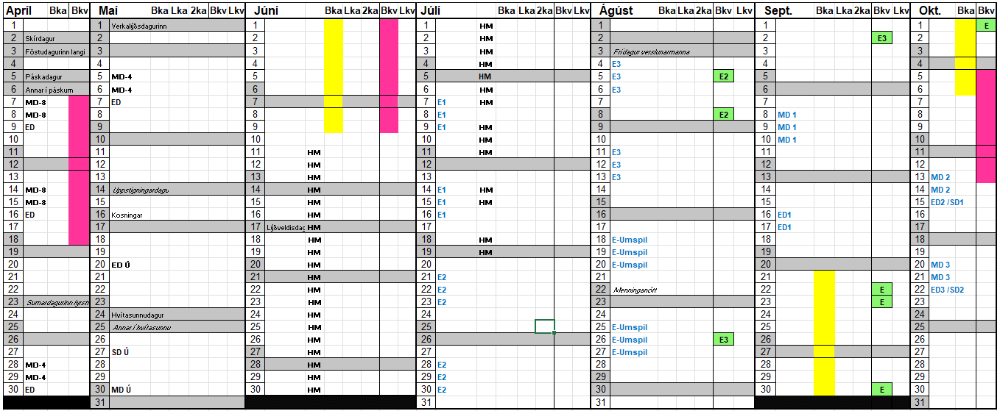 Apríl Bka Bkv Maí Bka Lka 2ka Bkv Lkv Júní Bka Lka 2ka Bkv Lkv Júlí Bka Lka 2ka Bkv Lkv Ágúst Bka Lka 2ka Bkv Lkv Sept. Bka Lka 2ka Bkv Lkv Okt. Bka Bkv
1 1 Verkalýðsdagurinn 1 1 HM 1 1 1 E
2 Skírdagur 2 2 2 HM 2 2 E3 2
3 Föstudagurinn langi 3 3 3 HM 3 Frídagur verslunarmanna 3 3
4 4 4 4 HM 4 E3 4 4
5 Páskadagur 5 MD-4 5 5 HM 5 E3 E2 5 5
6 Annar í páskum 6 MD-4 6 6 HM 6 E3 6 6
7 MD-8 7 ED 7 7 E1 HM 7 7 7
8 MD-8 8 8 8 E1 8 E2 8 MD 1 8
9 ED 9 9 9 E1 HM 9 9 MD 1 9
10 10 10 10 HM 10 10 MD 1 10
11 11 11 HM 11 HM 11 E3 11 11
12 12 12 HM 12 12 E3 12 12
13 13 13 HM 13 13 E3 13 13 MD 2
14 MD-8 14 Uppstigningardagu 14 HM 14 E1 HM 14 14 14 MD 2
15 MD-8 15 15 HM 15 E1 HM 15 15 15 ED2 /SD1
16 ED 16 Kosningar 16 HM 16 E1 16 16 ED1 16
17 17 17 Lýðveldisdag HM 17 17 17 ED1 17
18 18 18 HM 18 HM 18 E-Umspil 18 18
19 19 19 HM 19 HM 19 E-Umspil 19 19
20 20 ED Ú 20 HM 20 20 E-Umspil 20 20 MD 3
21 21 21 HM 21 E2 21 21 21 MD 3
22 22 22 HM 22 E2 22 Menninganótt 22 E 22 ED3 /SD2
23 Sumardagurinn fyrsti 23 23 HM 23 E2 23 23 E 23
24 24 Hvítasunnudagur 24 HM 24 24 24 24
25 25 Annar í hvítasunnu 25 HM 25 25 E-Umspil 25 25
26 26 26 HM 26 26 E-Umspil E3 26 26
27 27 SD Ú 27 HM 27 27 E-Umspil 27 27
28 MD-4 28 28 HM 28 E2 28 28 28
29 MD-4 29 29 HM 29 E2 29 29 29
30 ED 30 MD Ú 30 HM 30 E2 30 30 E 30
31 31 31 31